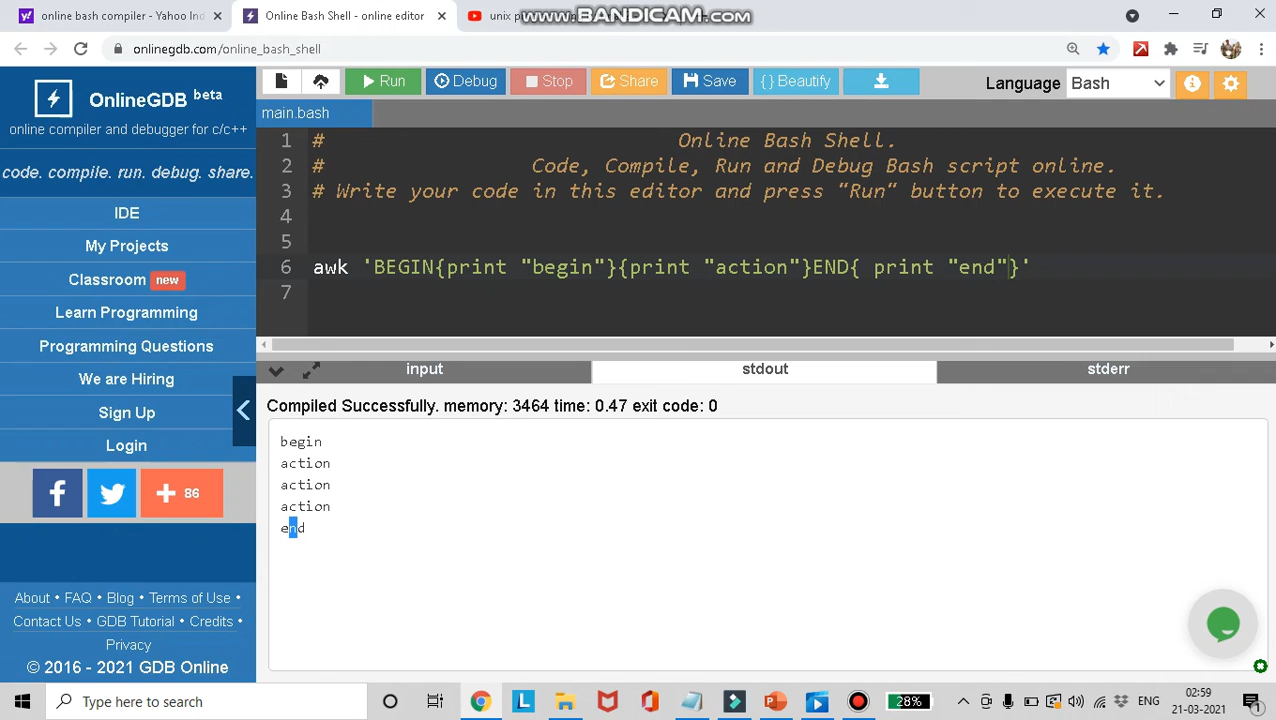 online bash compiler - Yahoo Ind
Online Bash Shell - online editor
unix p
www.BANDICAM.com
onlinegdb.com/online_bash_shell
OnlineGDB beta
online compiler and debugger for c/c++
code. compile. run. debug. share.
IDE
My Projects
Classroom new
Learn Programming
Programming Questions
We are Hiring
Sign Up
Login
f
+ 86
About • FAQ • Blog • Terms of Use •
Contact Us • GDB Tutorial • Credits •
Privacy
© 2016 - 2021 GDB Online
Run
Debug
Stop
Share
Save
{ } Beautify
Language Bash
main.bash
1 # Online Bash Shell.
2 # Code, Compile, Run and Debug Bash script online.
3 # Write your code in this editor and press "Run" button to execute it.
4
5
6 awk 'BEGIN{print "begin"}{print "action"}END{ print "end"}'
7
input
stdout
stderr
Compiled Successfully. memory: 3464 time: 0.47 exit code: 0
begin
action
action
action
end
Type here to search
L
28%
ENG
02:59
21-03-2021
1